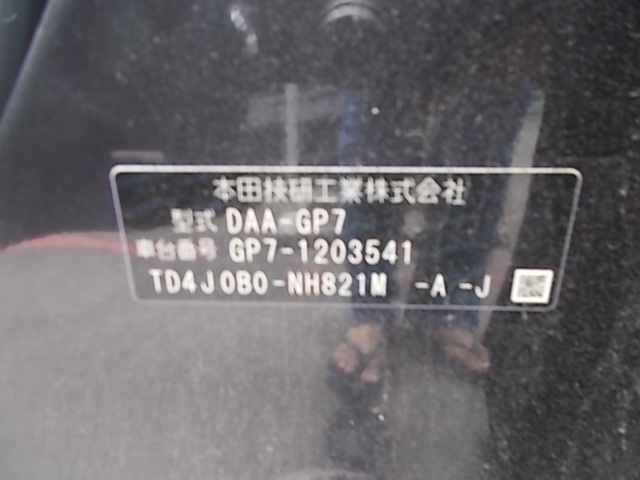 本田技研工業株式会社
型式 DAA-GP7
車台番号 GP7-1203541
TD4J0B0-NH821M -A -J